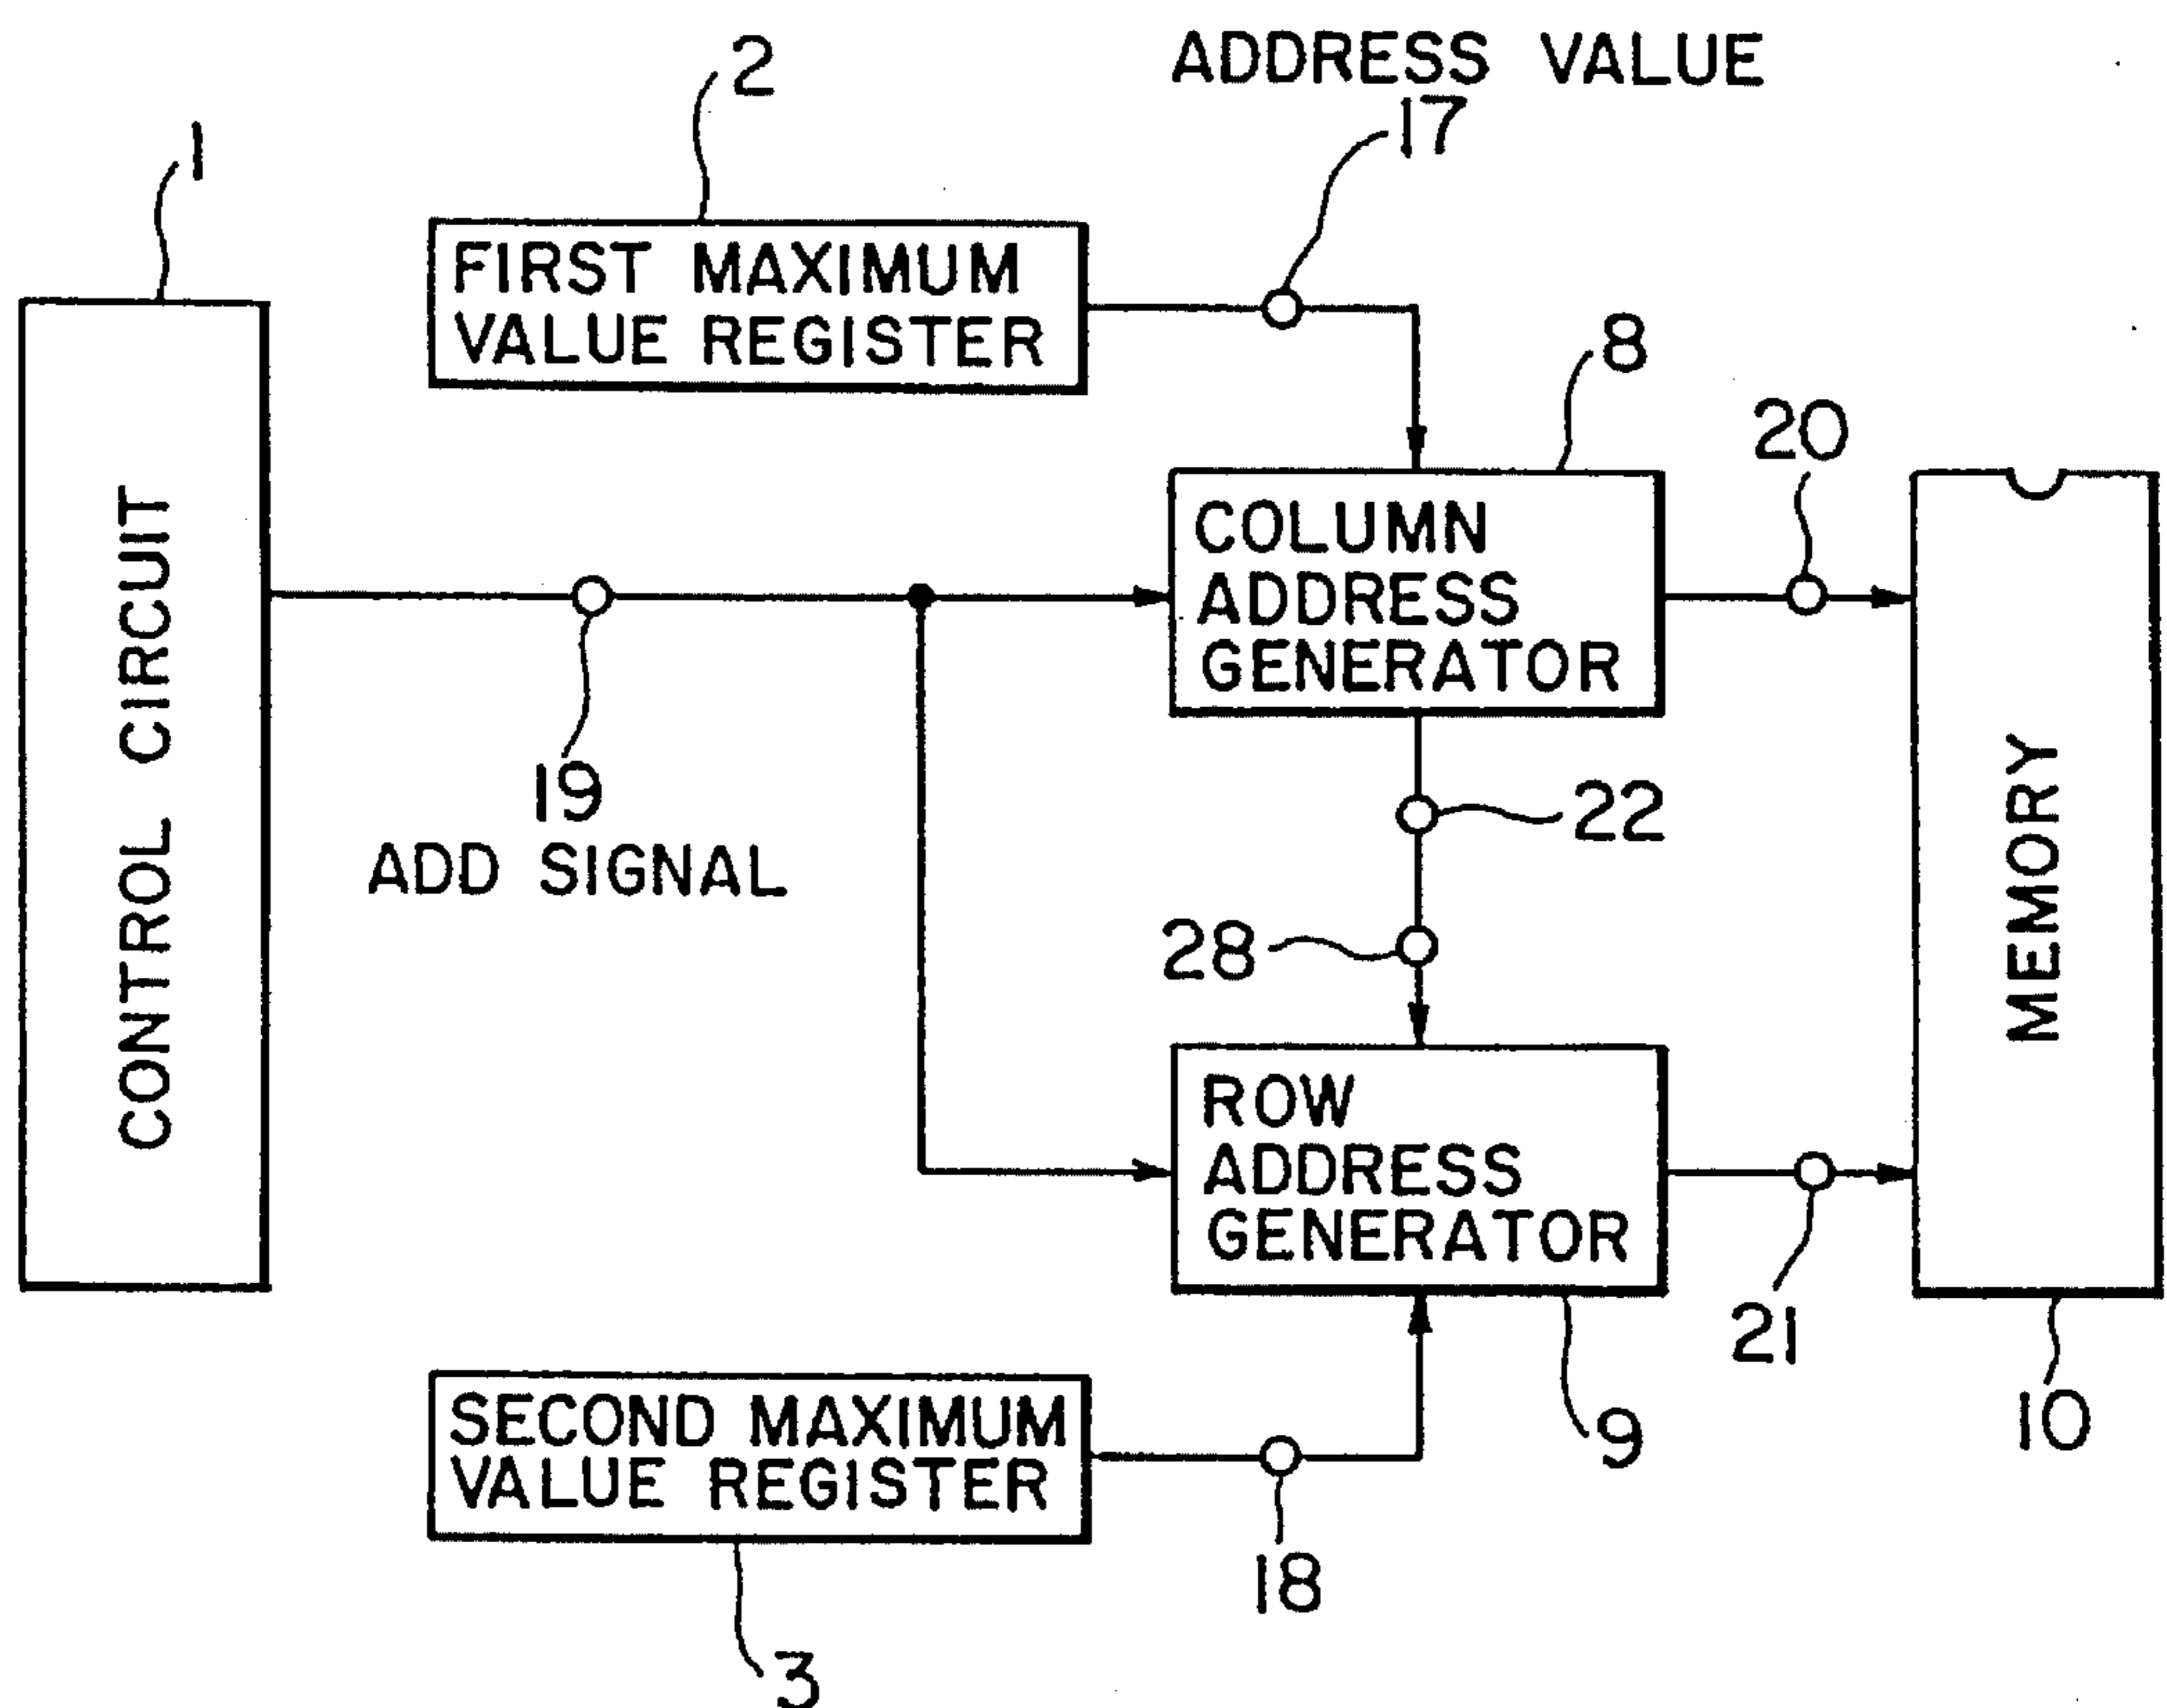 2
ADDRESS VALUE
17
1
FIRST MAXIMUM
VALUE REGISTER
8
20
CONTROL CIRCUIT
COLUMN
ADDRESS
GENERATOR
19
ADD SIGNAL
22
28
MEMORY
ROW
ADDRESS
GENERATOR
21
9
10
SECOND MAXIMUM
VALUE REGISTER
18
3